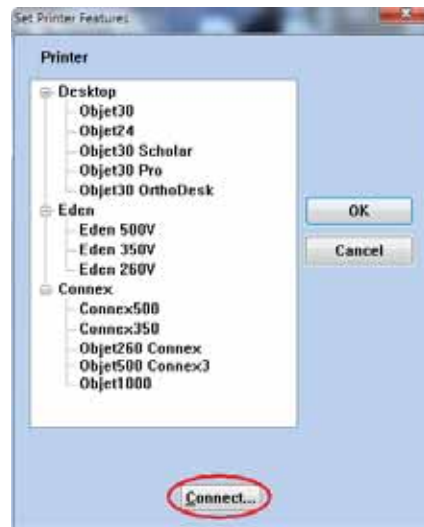 Set Printer Features
Printer
Desktop
Objet30
Objet24
Objet30 Scholar
Objet30 Pro
Objet30 OrthoDesk
Eden
Eden 500V
Eden 350V
Eden 260V
Connex
Connex500
Connex350
Objet260 Connex
Objet500 Connex3
Objet1000
OK
Cancel
Connect...